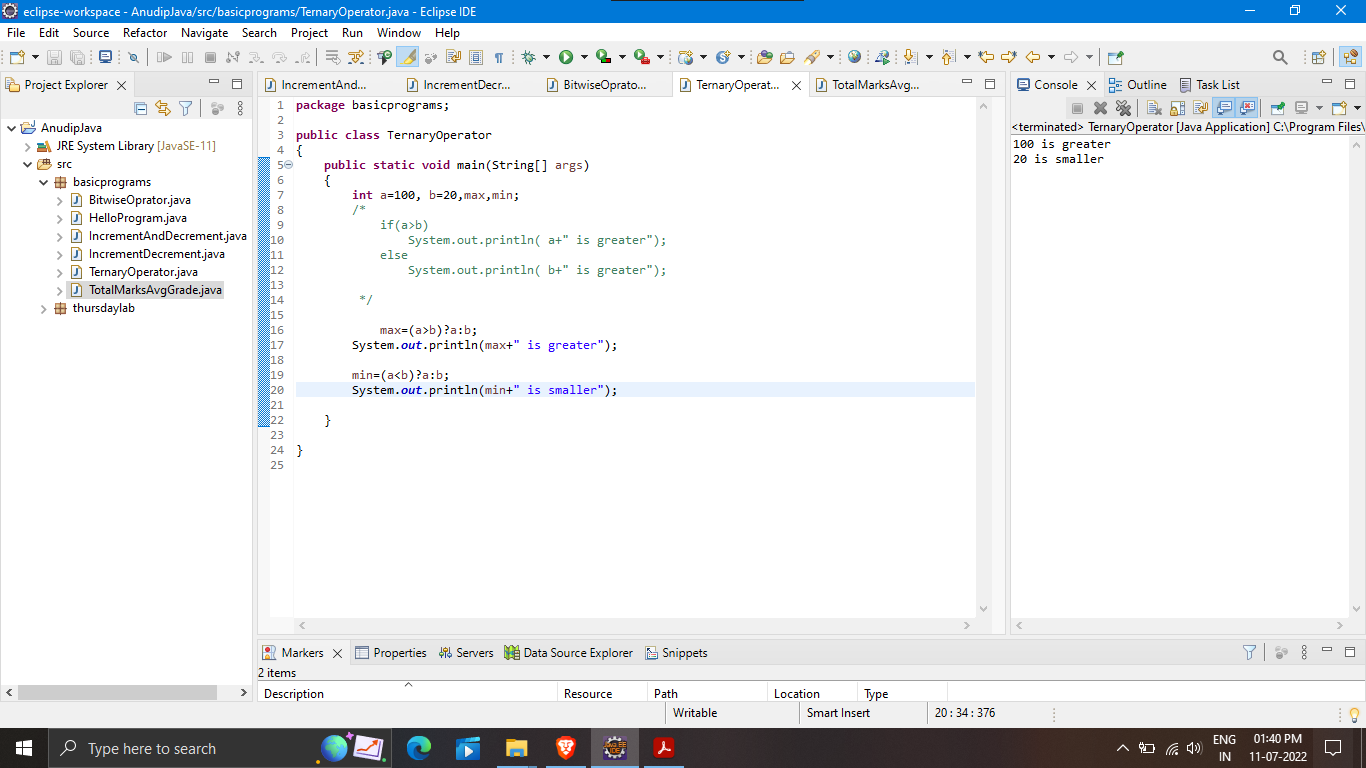 eclipse-workspace - AnudipJava/src/basicprograms/TernaryOperator.java - Eclipse IDE
File Edit Source Refactor Navigate Search Project Run Window Help
Project Explorer
AnudipJava
JRE System Library [JavaSE-11]
src
basicprograms
BitwiseOprator.java
HelloProgram.java
IncrementAndDecrement.java
IncrementDecrement.java
TernaryOperator.java
TotalMarksAvgGrade.java
thursdaylab
IncrementAnd... IncrementDecr... BitwiseOprato... TernaryOperat... TotalMarksAvg...
1 package basicprograms;
2
3 public class TernaryOperator
4 {
5 public static void main(String[] args)
6 {
7 int a=100, b=20,max,min;
8 /*
9 if(a>b)
10 System.out.println( a+" is greater");
11 else
12 System.out.println( b+" is greater");
13
14 */
15
16 max=(a>b)?a:b;
17 System.out.println(max+" is greater");
18
19 min=(a<b)?a:b;
20 System.out.println(min+" is smaller");
21
22 }
23
24 }
25
Console Outline Task List
<terminated> TernaryOperator [Java Application] C:\Program Files\
100 is greater
20 is smaller
Markers Properties Servers Data Source Explorer Snippets
2 items
Description Resource Path Location Type
Writable Smart Insert 20 : 34 : 376
Type here to search
ENG
IN
01:40 PM
11-07-2022